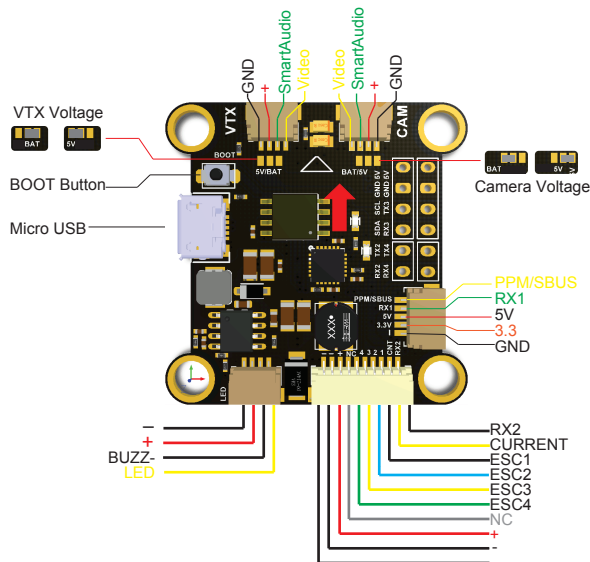 GND
+
SmartAudio
Video
Video
SmartAudio
+
GND
VTX Voltage
BAT
5V
VTX
CAM
BOOT
5V/BAT
BAT/5V
BAT
5V
V
Camera Voltage
BOOT Button
Micro USB
GND 5V
GND 5V
SCL TX3
SDA RX3
TX2 TX4
RX2 RX4
PPM/SBUS
RX1
5V
3.3V
PPM/SBUS
RX1
5V
3.3
GND
XXX
LED
+
NC
4
3
2
1
CNT
RX2
–
+
BUZZ-
LED
RX2
CURRENT
ESC1
ESC2
ESC3
ESC4
NC
+
-